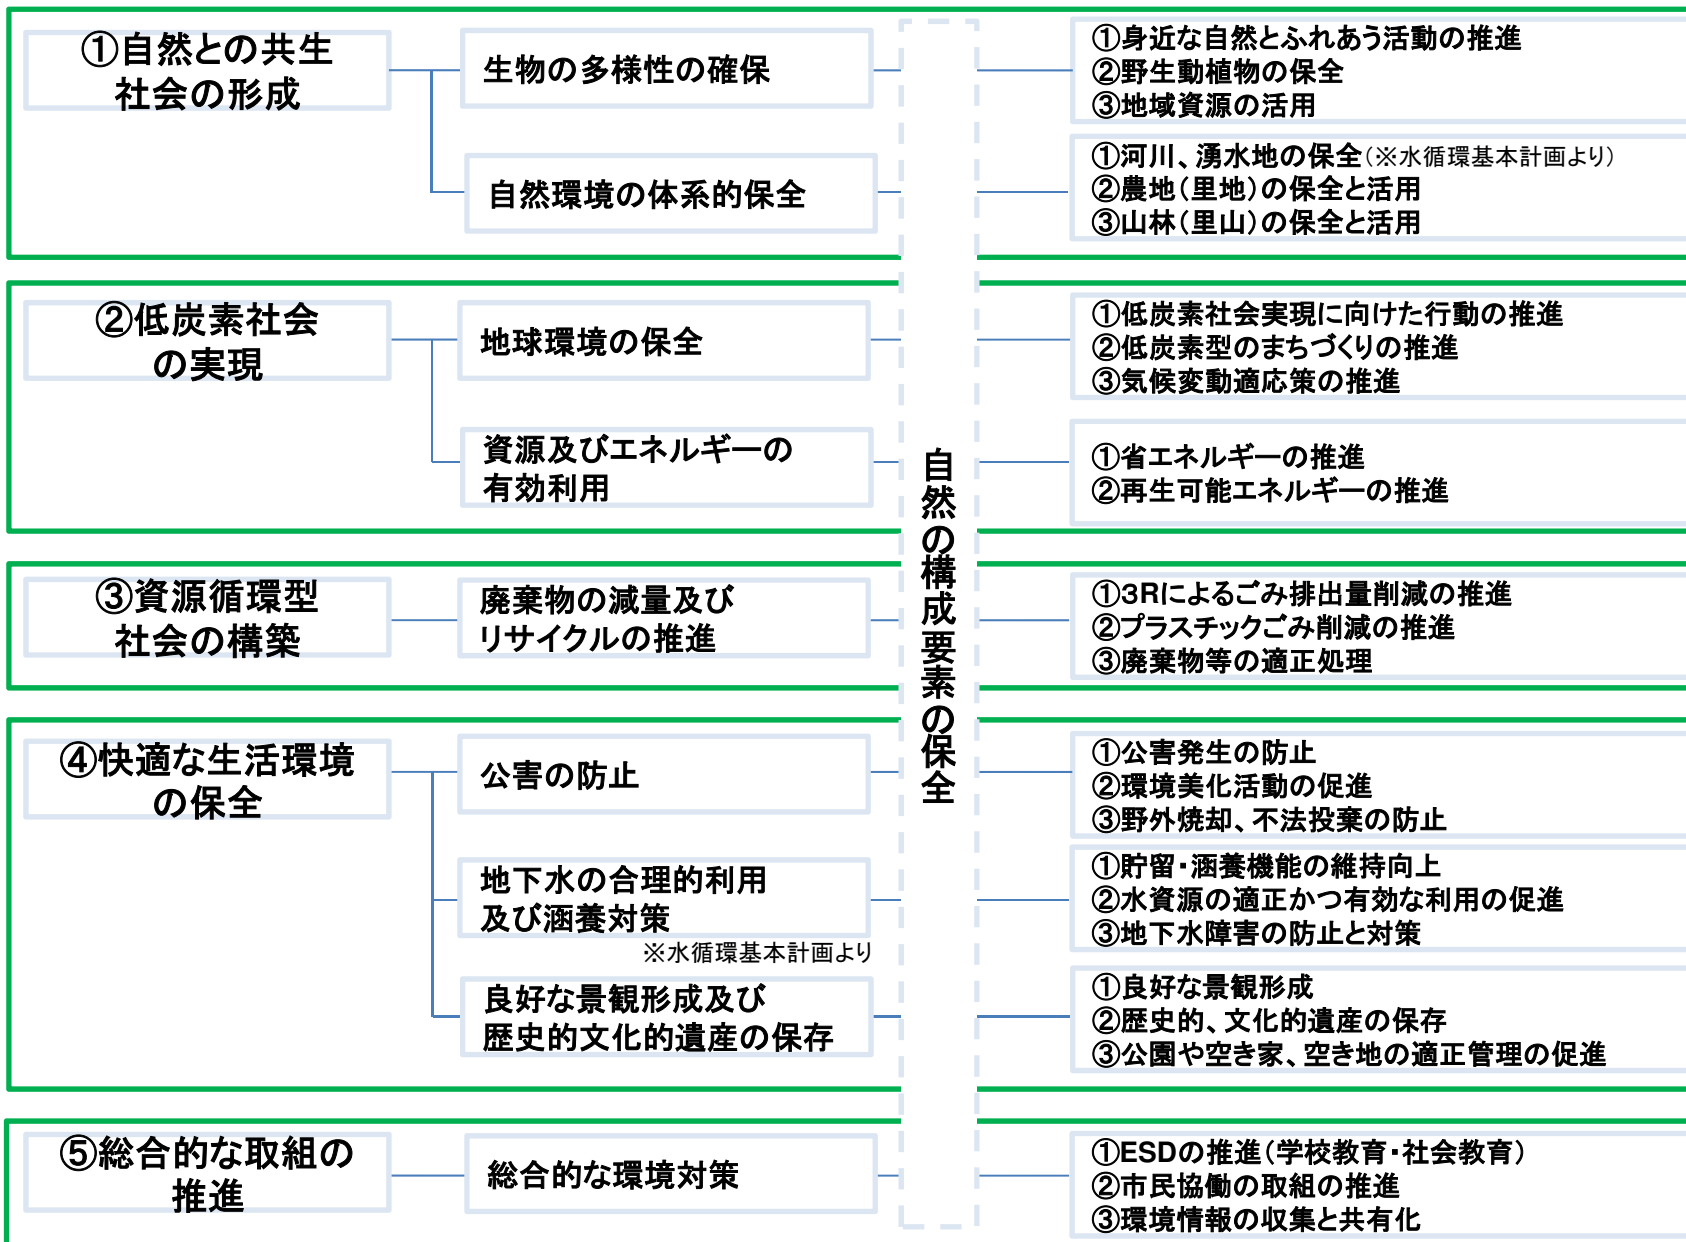 ①自然との共生
社会の形成
生物の多様性の確保
①身近な自然とふれあう活動の推進
②野生動植物の保全
③地域資源の活用
自然環境の体系的保全
①河川、湧水地の保全(※水循環基本計画より)
②農地(里地)の保全と活用
③山林(里山)の保全と活用
②低炭素社会
の実現
地球環境の保全
①低炭素社会実現に向けた行動の推進
②低炭素型のまちづくりの推進
③気候変動適応策の推進
資源及びエネルギーの
有効利用
①省エネルギーの推進
②再生可能エネルギーの推進
③資源循環型
社会の構築
廃棄物の減量及び
リサイクルの推進
①3Rによるごみ排出量削減の推進
②プラスチックごみ削減の推進
③廃棄物等の適正処理
④快適な生活環境
の保全
公害の防止
①公害発生の防止
②環境美化活動の促進
③野外焼却、不法投棄の防止
地下水の合理的利用
及び涵養対策
※水循環基本計画より
①貯留・涵養機能の維持向上
②水資源の適正かつ有効な利用の促進
③地下水障害の防止と対策
良好な景観形成及び
歴史的文化的遺産の保存
①良好な景観形成
②歴史的、文化的遺産の保存
③公園や空き家、空き地の適正管理の促進
⑤総合的な取組の
推進
総合的な環境対策
①ESDの推進(学校教育・社会教育)
②市民協働の取組の推進
③環境情報の収集と共有化
自然の構成要素の保全